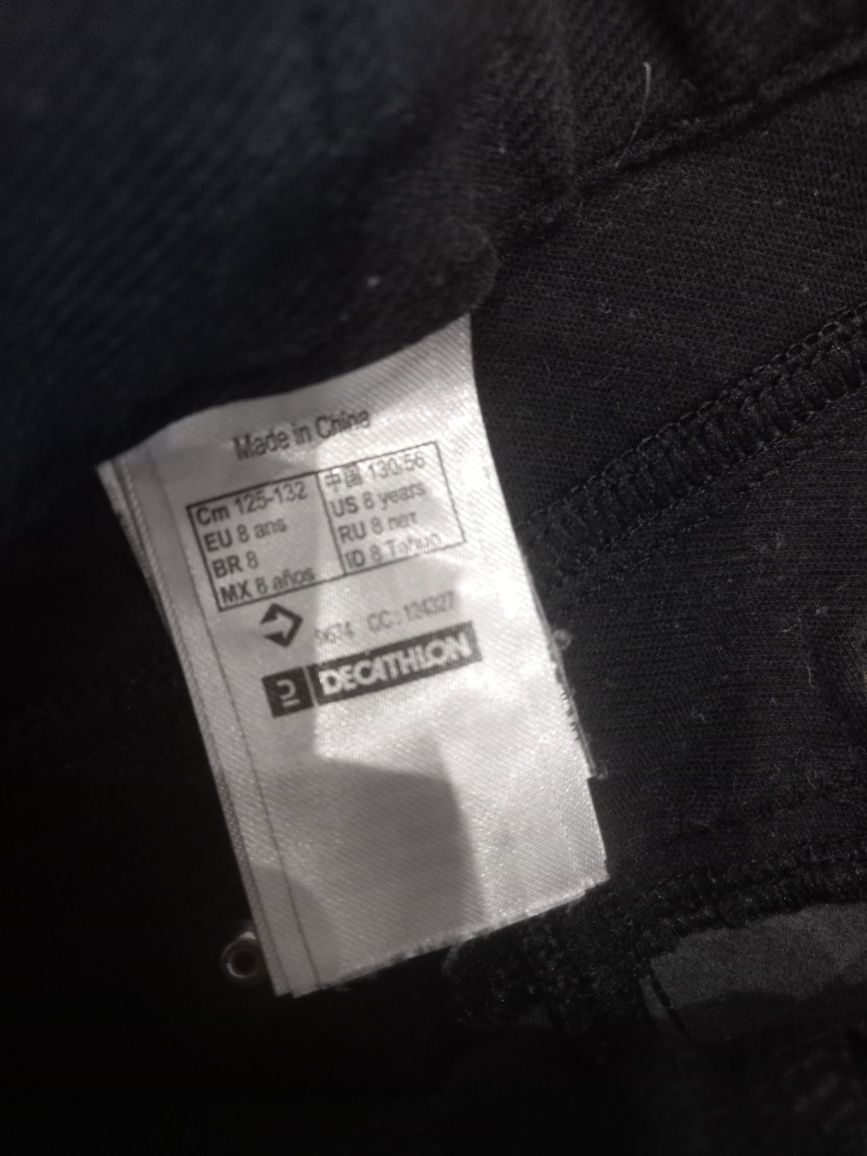 Made in China
Cm 125-132
EU 8 ans
BR 8
MX 8 años
中国 130/56
US 8 years
RU 8 лет
ID 8 Tahun
CC: 124327
DECATHLON